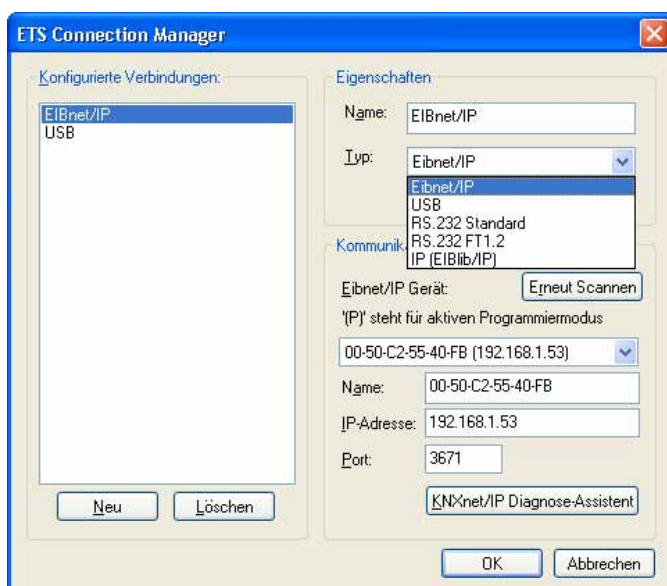 ETS Connection Manager
Konfigurierte Verbindungen:
EIBnet/IP
USB
Neu
Löschen
Eigenschaften
Name: EIBnet/IP
Typ: Eibnet/IP
Eibnet/IP
USB
RS.232 Standard
RS.232 FT1.2
IP (EIBlib/IP)
Kommunik
Eibnet/IP Gerät: Erneut Scannen
'(P)' steht für aktiven Programmiermodus
00-50-C2-55-40-FB (192.168.1.53)
Name: 00-50-C2-55-40-FB
IP-Adresse: 192.168.1.53
Port: 3671
KNXnet/IP Diagnose-Assistent
OK
Abbrechen